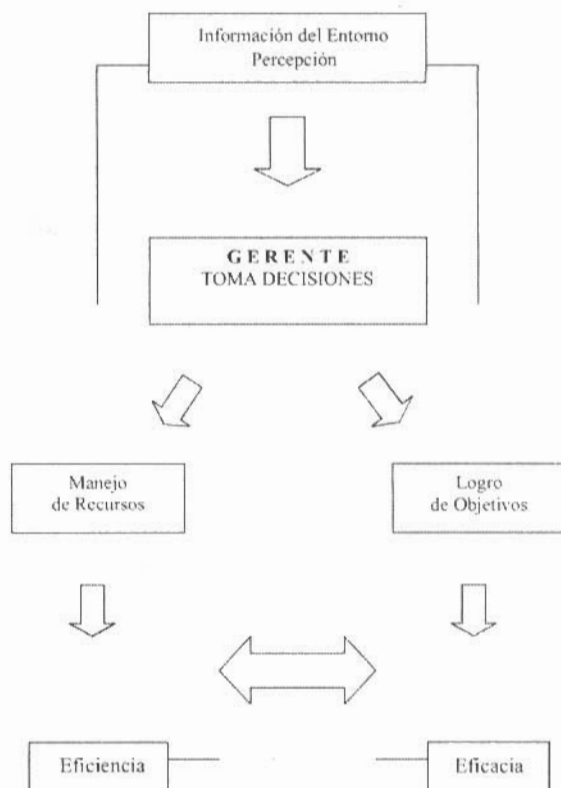 Información del Entorno
Percepción
GERENTE
TOMA DECISIONES
Manejo
de Recursos
Logro
de Objetivos
Eficiencia
Eficacia